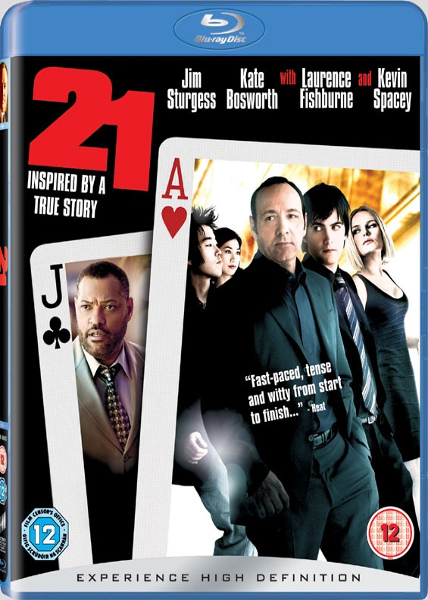 Blu-ray Disc
21
INSPIRED BY A
TRUE STORY
Jim Sturgess
Kate Bosworth
with Laurence Fishburne
and Kevin Spacey
A
J
"Fast-paced, tense
and witty from start
to finish..." - Heat
12
12
EXPERIENCE HIGH DEFINITION